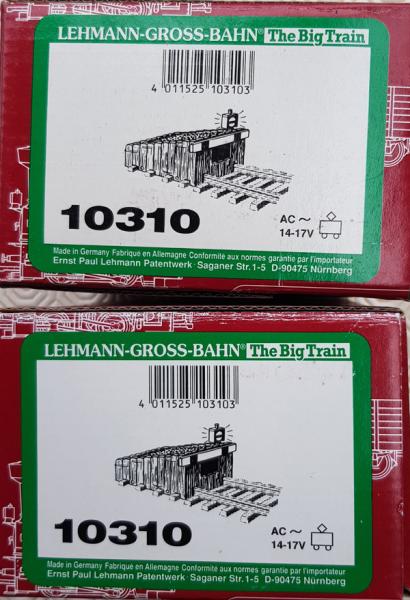 LEHMANN-GROSS-BAHN® The Big Train
4 011525 103103
10310
AC ~
14-17V
Made in Germany Fabriqué en Allemagne Conformité aux normes garantie par l'importateur
Ernst Paul Lehmann Patentwerk · Saganer Str. 1-5 D-90475 Nürnberg
LEHMANN-GROSS-BAHN® The Big Train
4 011525 103103
10310
AC ~
14-17V
Made in Germany Fabriqué en Allemagne Conformité aux normes garantie par l'importateur
Ernst Paul Lehmann Patentwerk · Saganer Str. 1-5 D-90475 Nürnberg